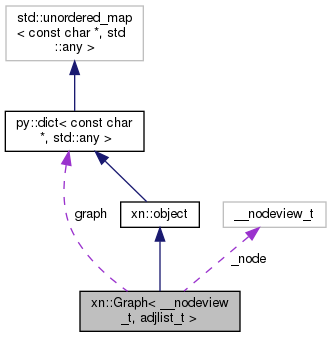 std::unordered_map
< const char *, std
::any >
py::dict< const char
*, std::any >
graph
xn::object
__nodeview_t
_node
xn::Graph< __nodeview
_t, adjlist_t >